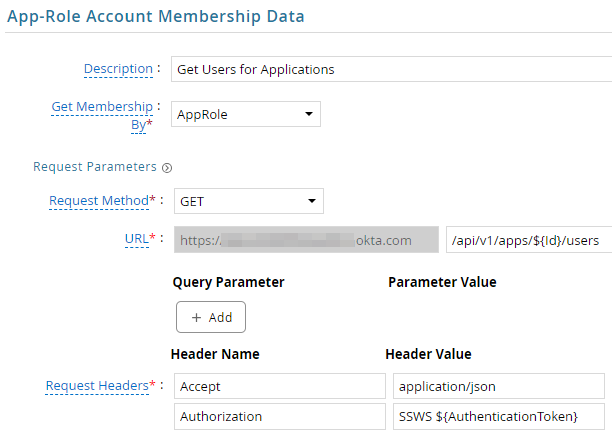 App-Role Account Membership Data
Description : Get Users for Applications
Get Membership By* : AppRole
Request Parameters
Request Method* : GET
URL* : https:/ okta.com /api/v1/apps/${Id}/users
Query Parameter Parameter Value
+ Add
Header Name Header Value
Request Headers* : Accept application/json
Authorization SSWS ${AuthenticationToken}